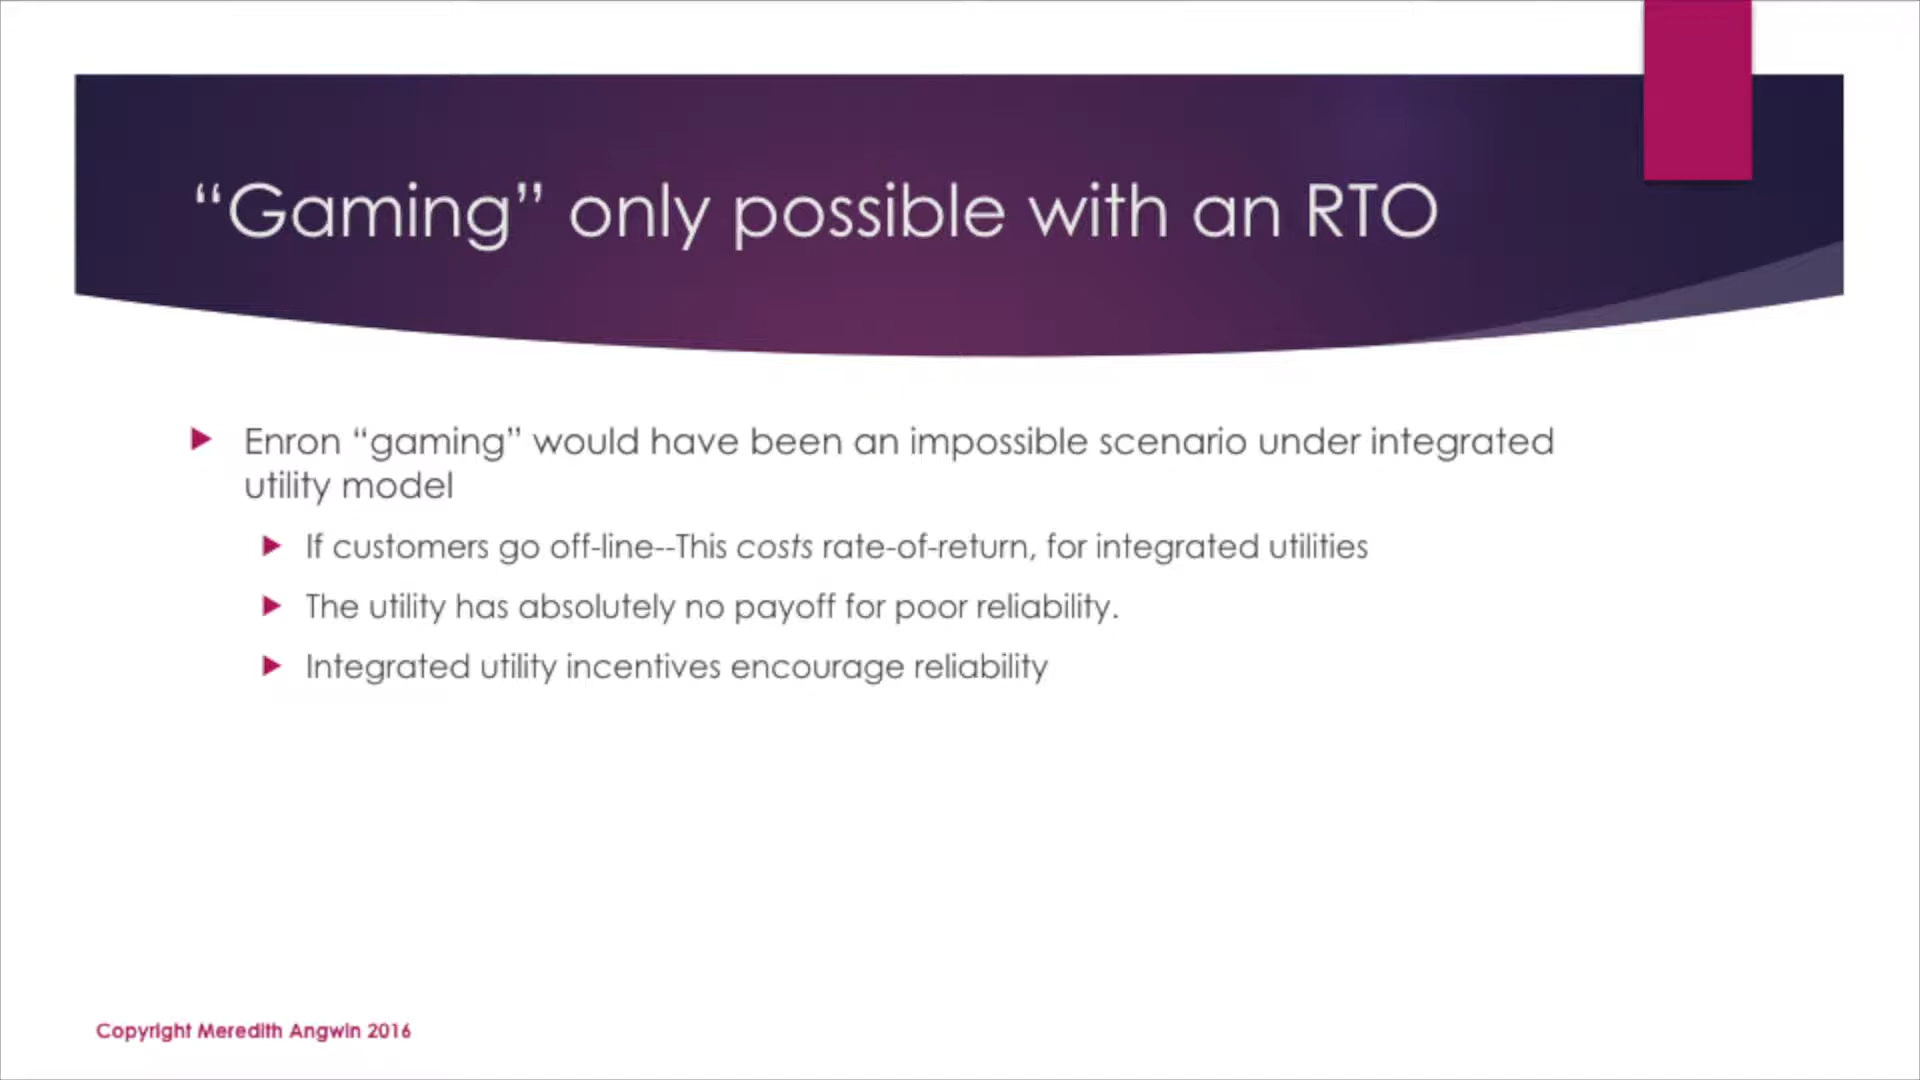 “Gaming” only possible with an RTO
Enron “gaming” would have been an impossible scenario under integrated
utility model
If customers go off-line--This costs rate-of-return, for integrated utilities
The utility has absolutely no payoff for poor reliability.
Integrated utility incentives encourage reliability
Copyright Meredith Angwin 2016